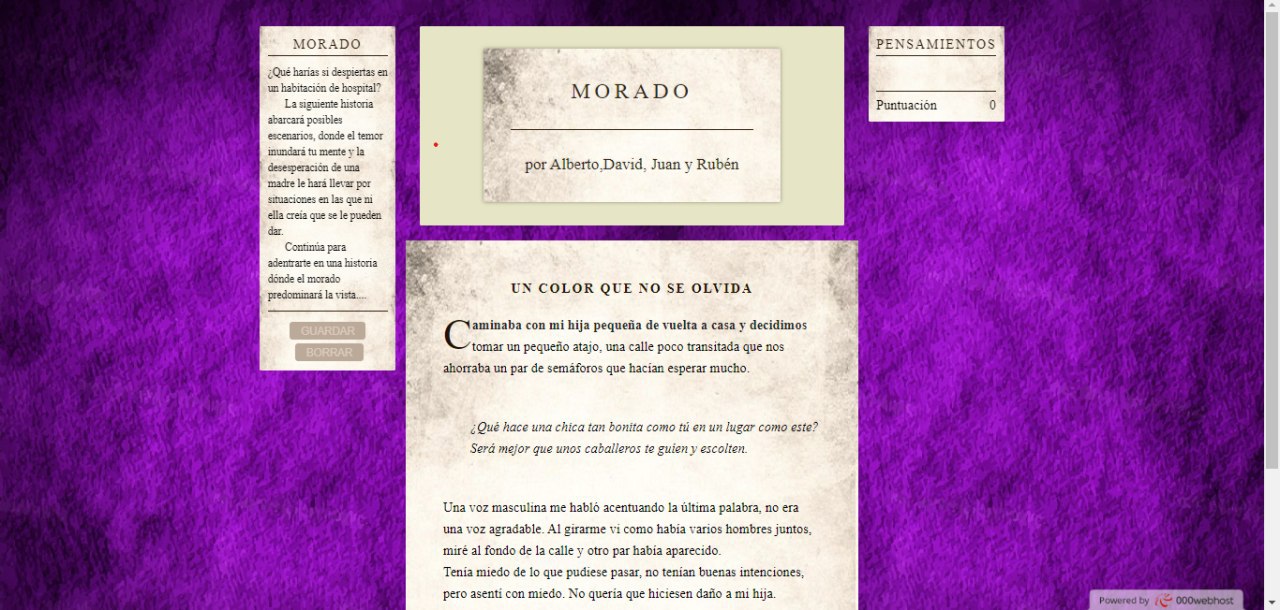 MORADO
¿Qué harías si despiertas en
un habitación de hospital?
La siguiente historia
abarcará posibles
escenarios, donde el temor
inundará tu mente y la
desesperación de una
madre le hará llevar por
situaciones en las que ni
ella creía que se le pueden
dar.
Continúa para
adentrarte en una historia
dónde el morado
predominará la vista....
GUARDAR
BORRAR
MORADO
por Alberto,David, Juan y Rubén
UN COLOR QUE NO SE OLVIDA
Caminaba con mi hija pequeña de vuelta a casa y decidimos
tomar un pequeño atajo, una calle poco transitada que nos
ahorraba un par de semáforos que hacían esperar mucho.
¿Qué hace una chica tan bonita como tú en un lugar como este?
Será mejor que unos caballeros te guíen y escolten.
Una voz masculina me habló acentuando la última palabra, no era
una voz agradable. Al girarme vi como había varios hombres juntos,
miré al fondo de la calle y otro par había aparecido.
Tenía miedo de lo que pudiese pasar, no tenían buenas intenciones,
pero asentí con miedo. No quería que hiciesen daño a mi hija.
PENSAMIENTOS
Puntuación 0
Powered by 000webhost